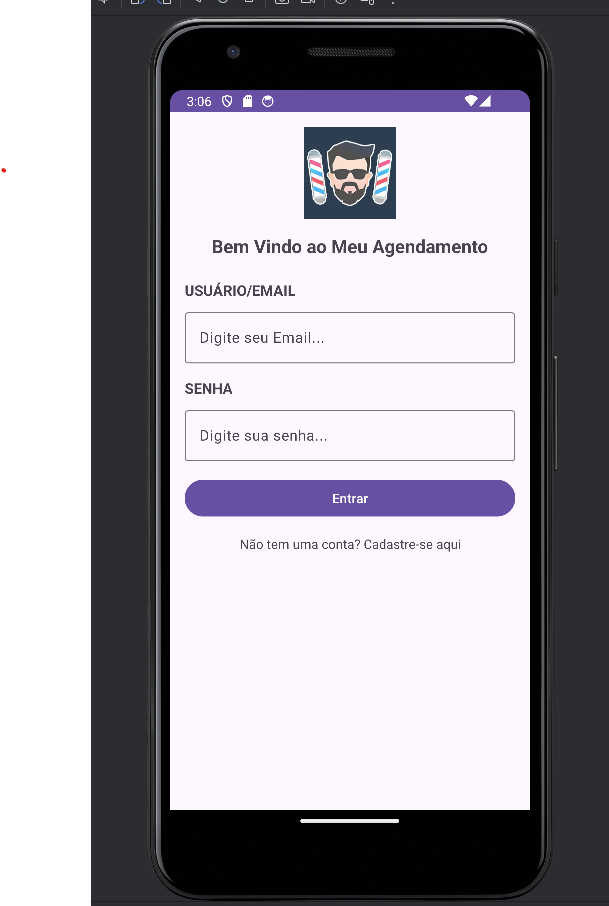 3:06
Bem Vindo ao Meu Agendamento
USUÁRIO/EMAIL
Digite seu Email...
SENHA
Digite sua senha...
Entrar
Não tem uma conta? Cadastre-se aqui